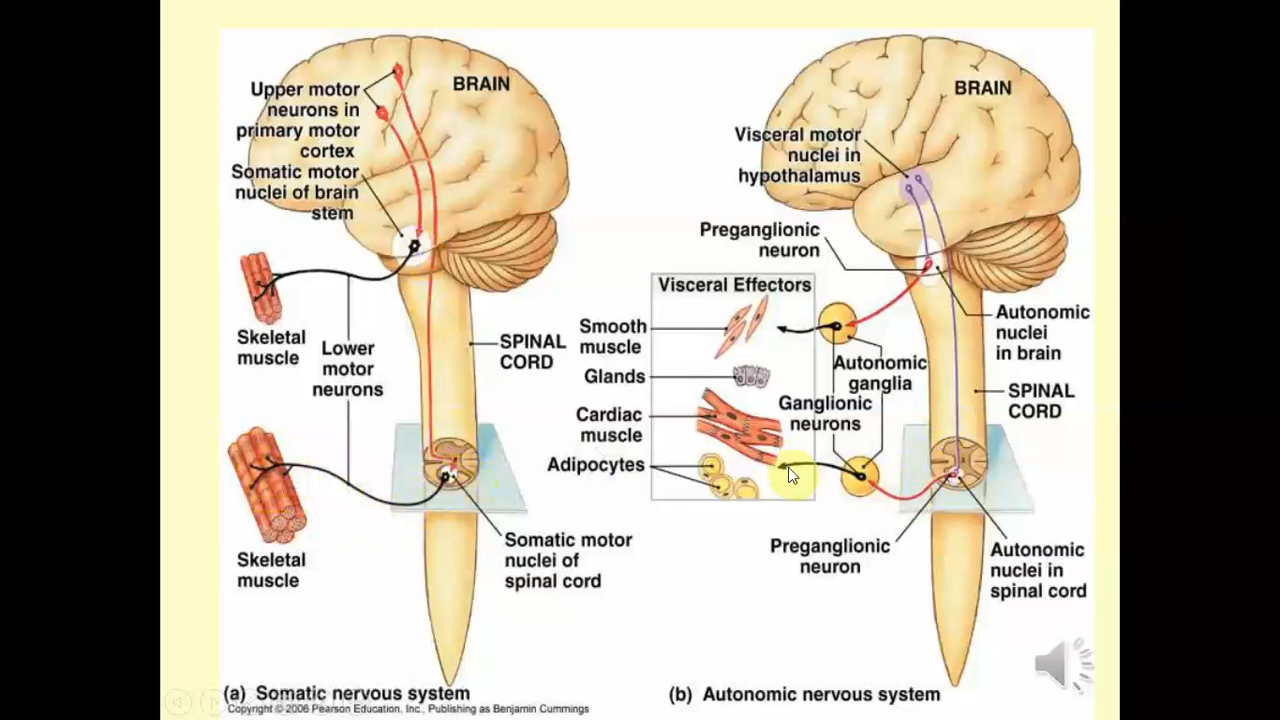 Upper motor
neurons in
primary motor
cortex
BRAIN
Somatic motor
nuclei of brain
stem
Skeletal
muscle
Lower
motor
neurons
SPINAL
CORD
Skeletal
muscle
Somatic motor
nuclei of
spinal cord
(a) Somatic nervous system
Copyright © 2006 Pearson Education, Inc., Publishing as Benjamin Cummings
BRAIN
Visceral motor
nuclei in
hypothalamus
Preganglionic
neuron
Visceral Effectors
Smooth
muscle
Glands
Cardiac
muscle
Adipocytes
Autonomic
ganglia
Ganglionic
neurons
Autonomic
nuclei
in brain
SPINAL
CORD
Preganglionic
neuron
Autonomic
nuclei in
spinal cord
(b) Autonomic nervous system